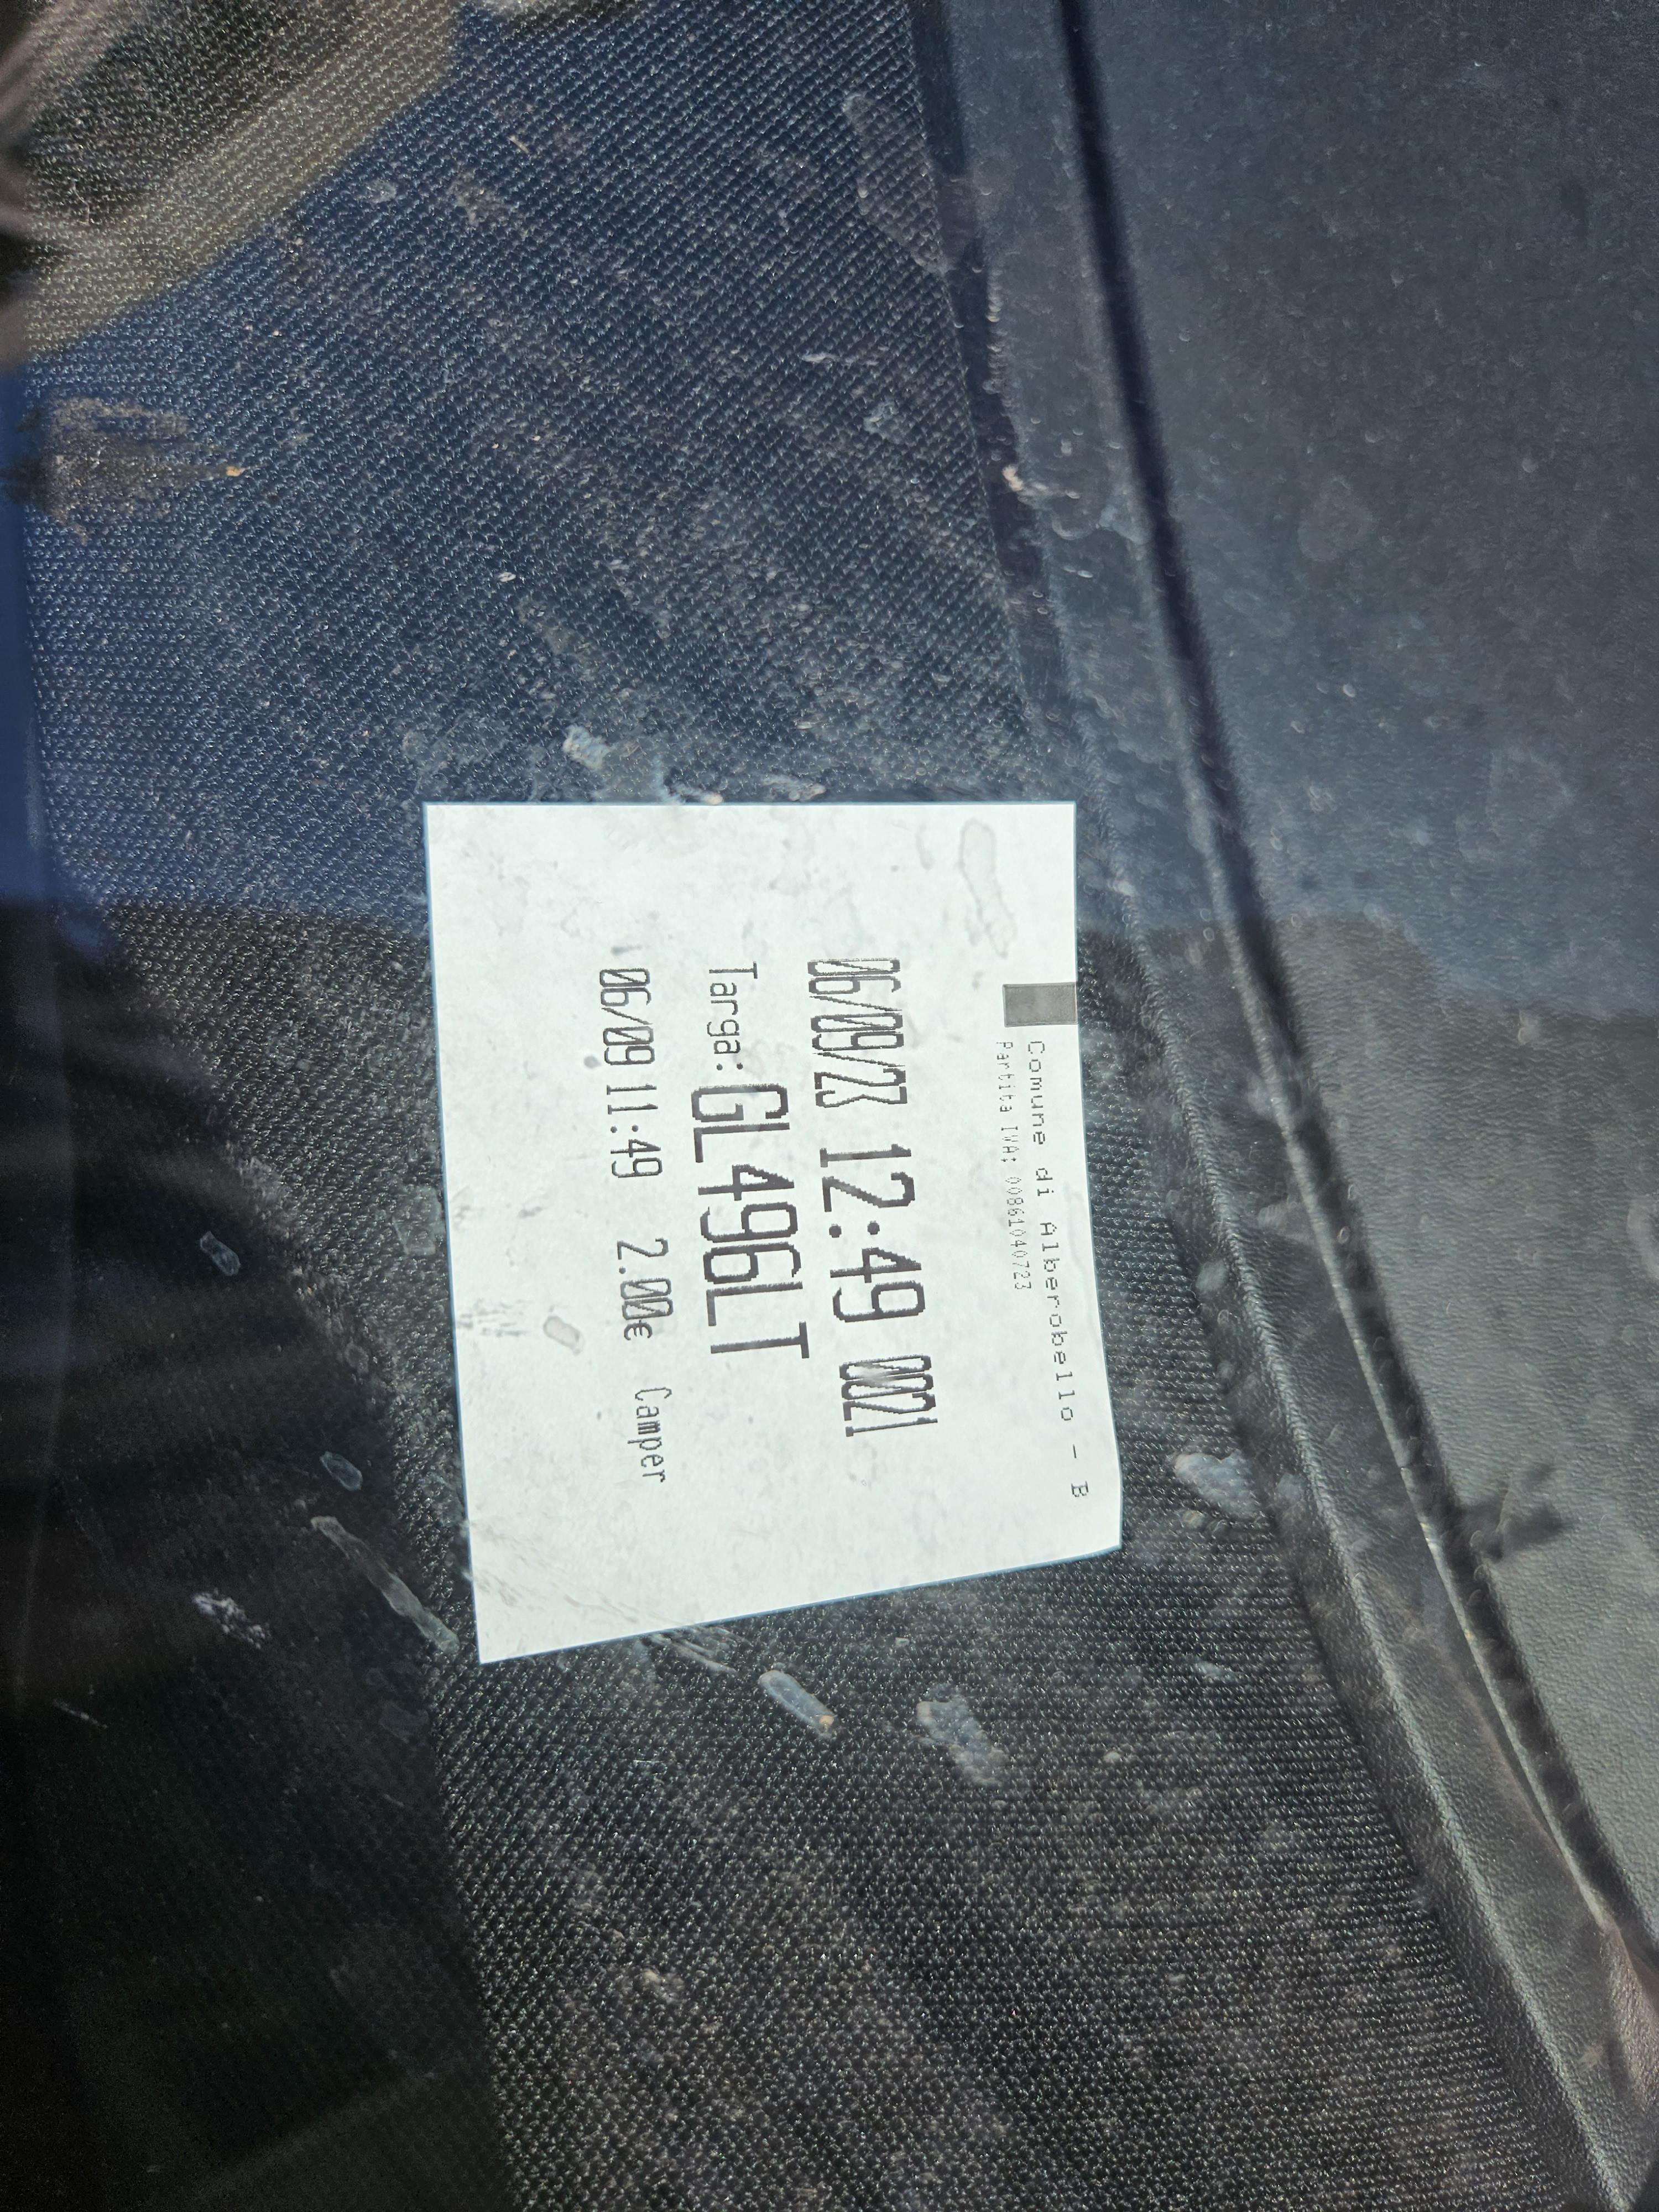 Comune di Alberobello - B
Partita IVA: 00861040723
06/09/23 12:49 0021
Targa: GL496LT
06/09 11:49 2.00€ Camper